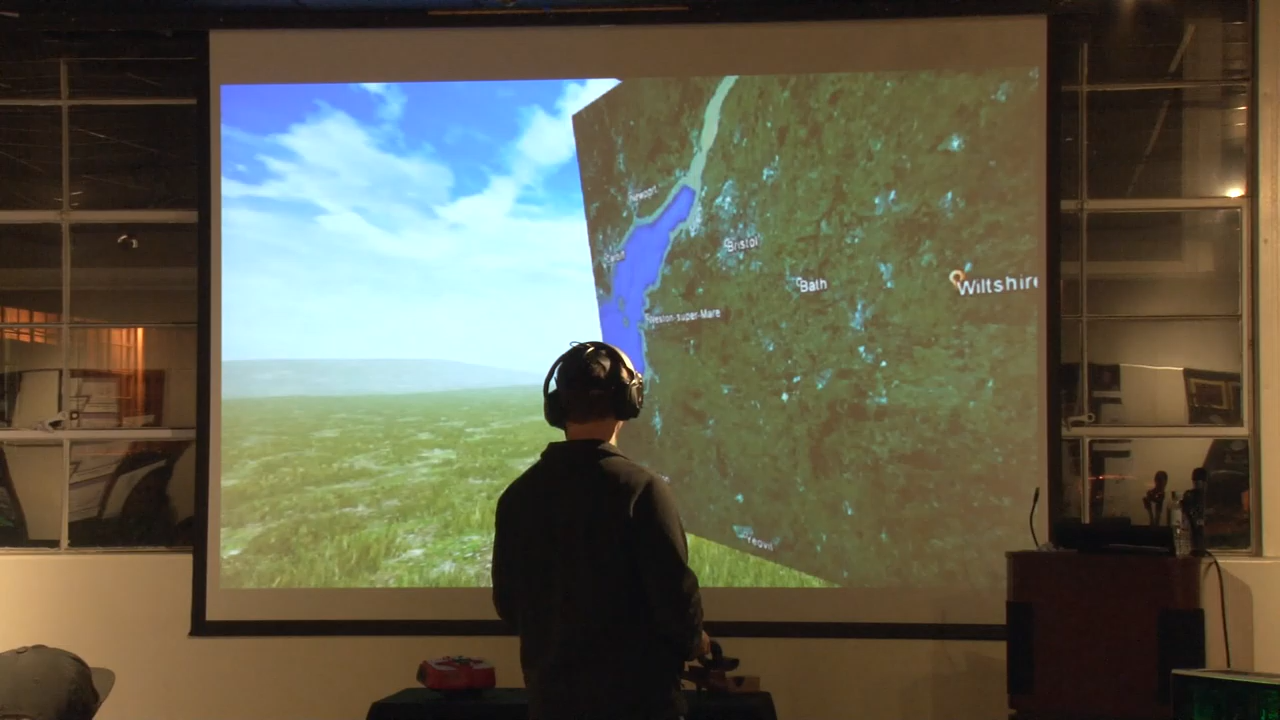 Newport
Bristol
Bath
Wiltshire
Weston-super-Mare
Yeovil